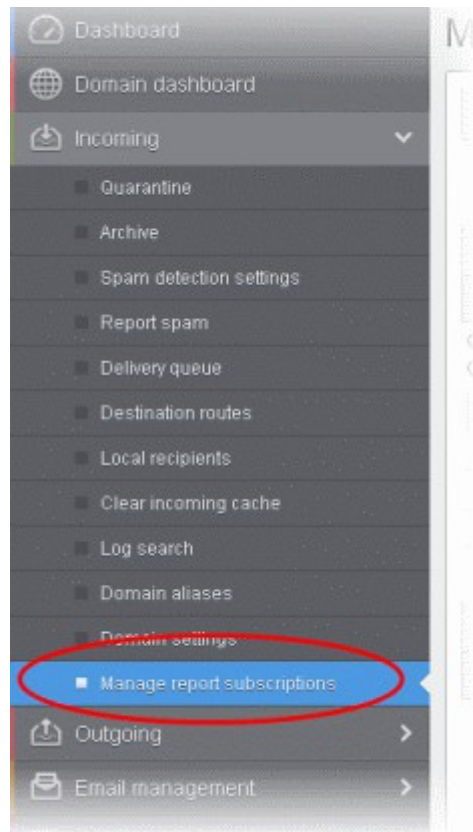 Dashboard
M
Domain dashboard
Incoming
Quarantine
Archive
Spam detection settings
Report spam
Delivery queue
Destination routes
Local recipients
Clear incoming cache
Log search
Domain aliases
Domain settings
Manage report subscriptions
Outgoing
Email management